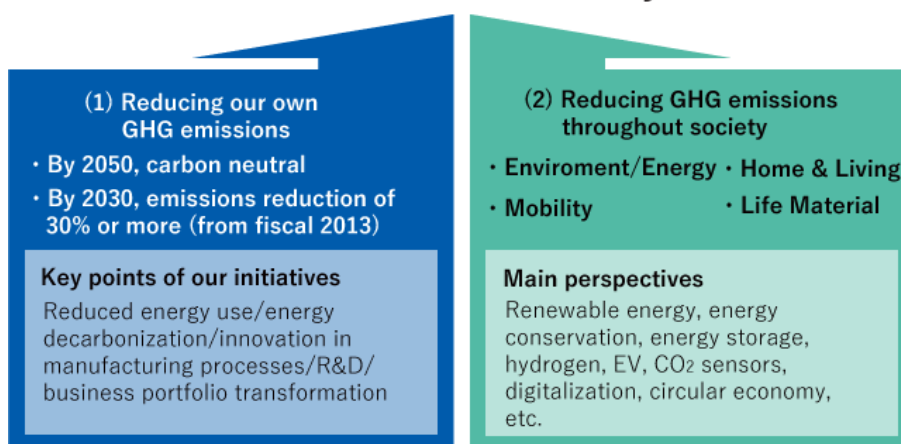 (1) Reducing our own
GHG emissions
・By 2050, carbon neutral
・By 2030, emissions reduction of
30% or more (from fiscal 2013)
Key points of our initiatives
Reduced energy use/energy
decarbonization/innovation in
manufacturing processes/R&D/
business portfolio transformation
(2) Reducing GHG emissions
throughout society
・Enviroment/Energy ・Home & Living
・Mobility ・Life Material
Main perspectives
Renewable energy, energy
conservation, energy storage,
hydrogen, EV, CO2 sensors,
digitalization, circular economy,
etc.